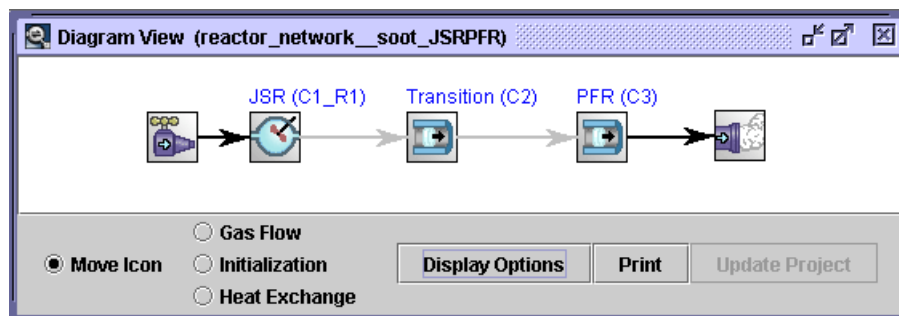 Diagram View (reactor_network__soot_JSRPFR)
JSR (C1_R1) Transition (C2) PFR (C3)
Gas Flow
Move Icon Initialization Display Options Print Update Project
Heat Exchange